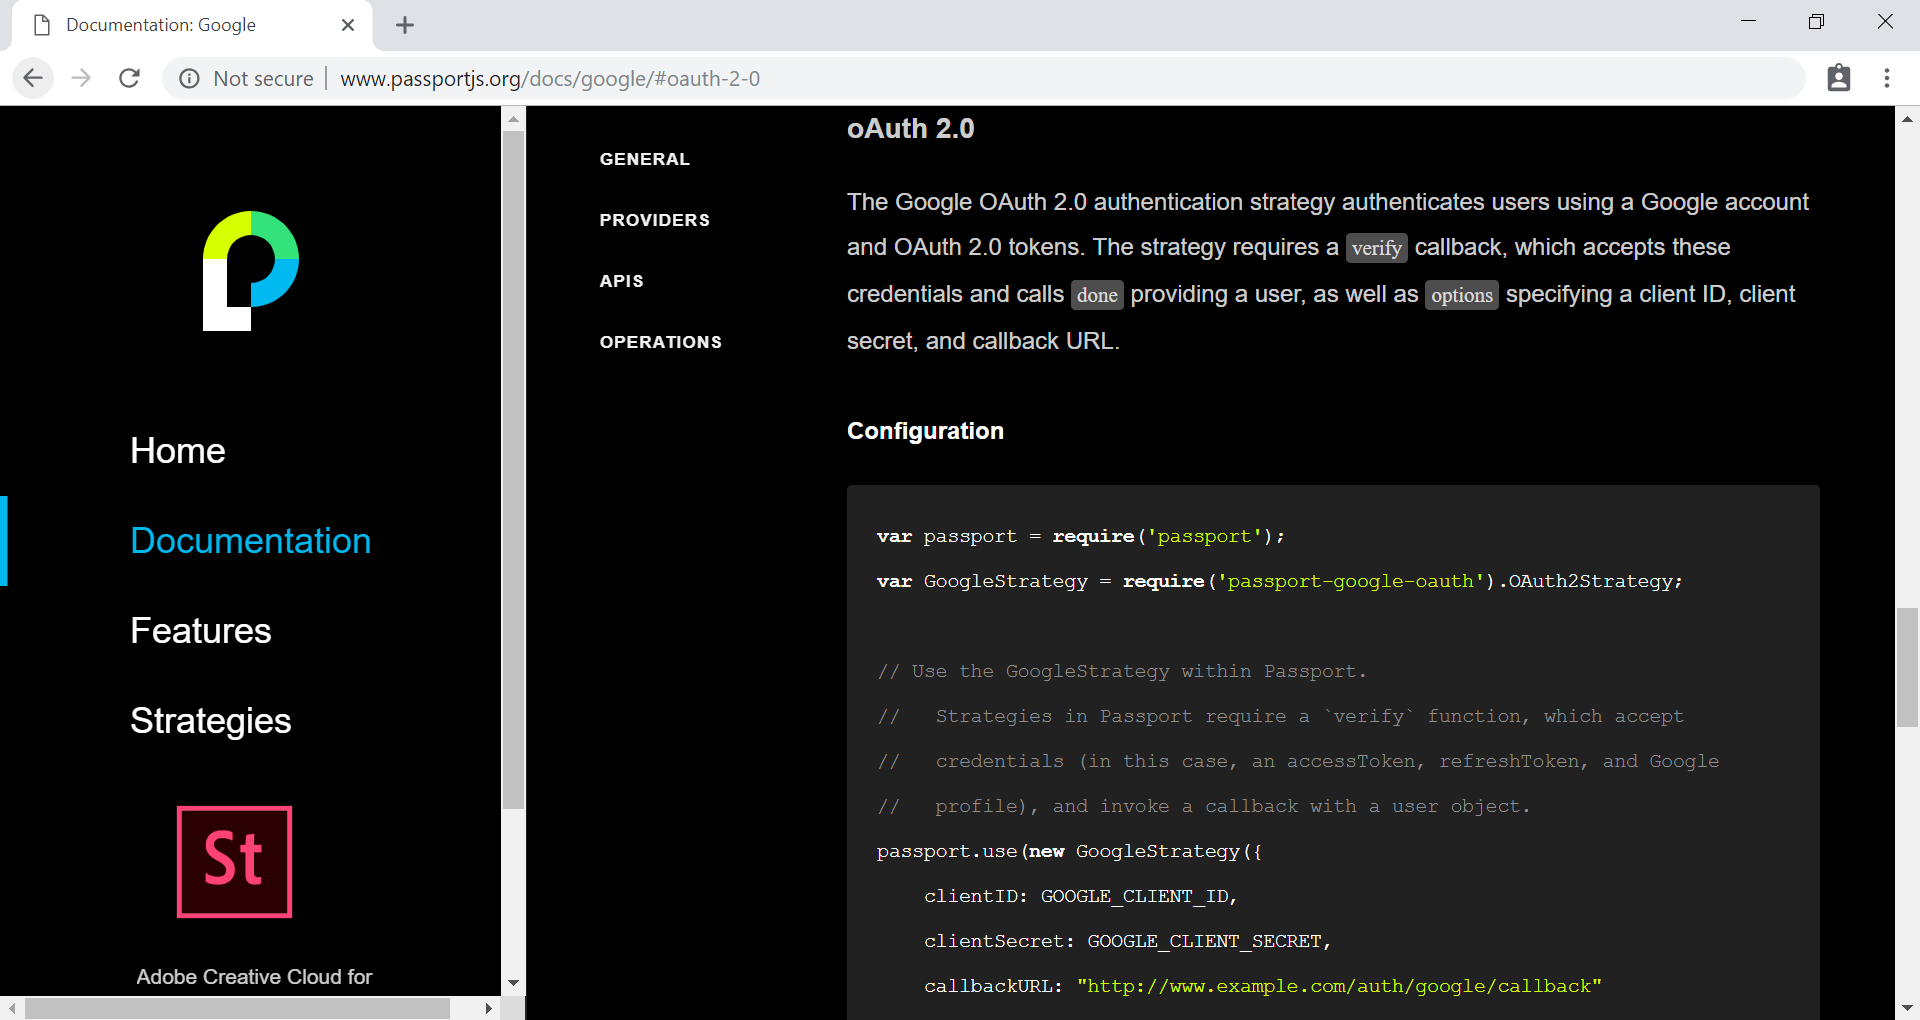 Documentation: Google
Not secure | www.passportjs.org/docs/google/#oauth-2-0
Home
Documentation
Features
Strategies
St
Adobe Creative Cloud for
GENERAL
PROVIDERS
APIS
OPERATIONS
oAuth 2.0
The Google OAuth 2.0 authentication strategy authenticates users using a Google account
and OAuth 2.0 tokens. The strategy requires a verify callback, which accepts these
credentials and calls done providing a user, as well as options specifying a client ID, client
secret, and callback URL.
Configuration
var passport = require('passport');
var GoogleStrategy = require('passport-google-oauth').OAuth2Strategy;
// Use the GoogleStrategy within Passport.
//   Strategies in Passport require a `verify` function, which accept
//   credentials (in this case, an accessToken, refreshToken, and Google
//   profile), and invoke a callback with a user object.
passport.use(new GoogleStrategy({
    clientID: GOOGLE_CLIENT_ID,
    clientSecret: GOOGLE_CLIENT_SECRET,
    callbackURL: "http://www.example.com/auth/google/callback"